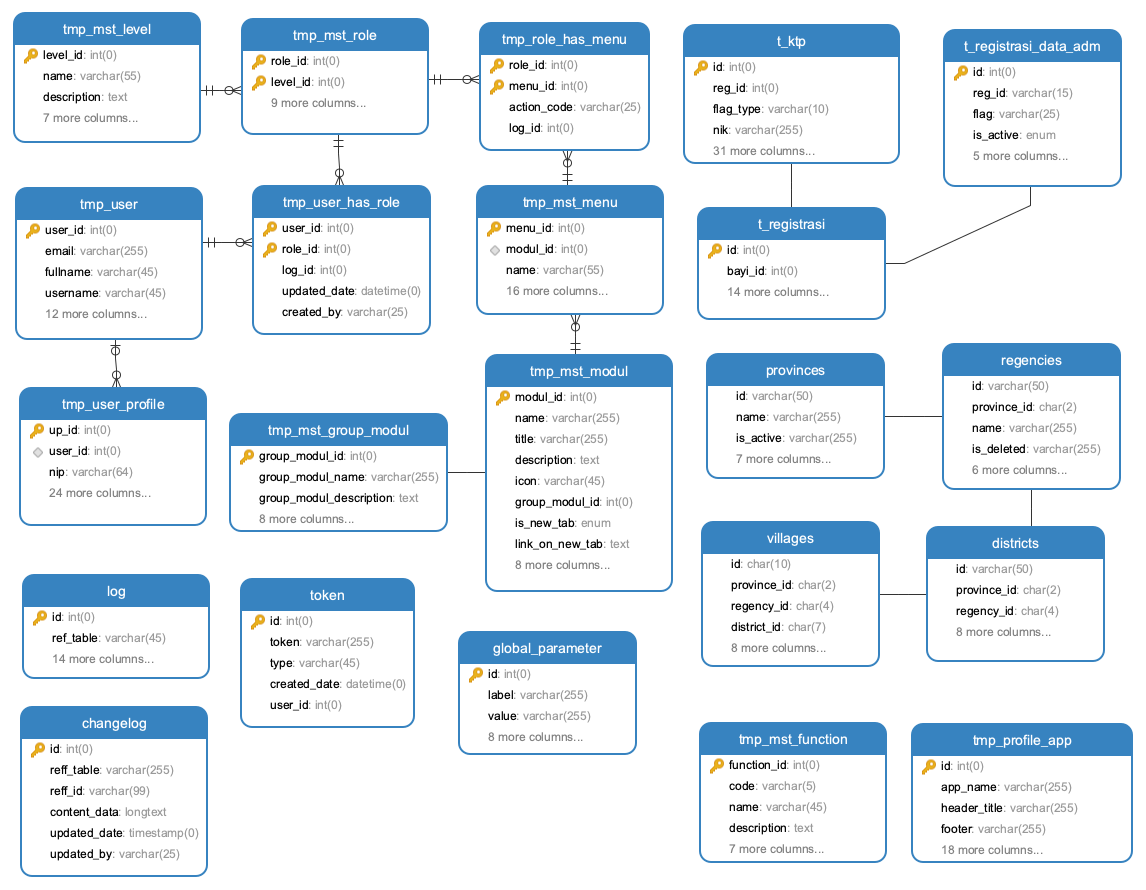 tmp_mst_level
level_id: int(0)
name: varchar(55)
description: text
7 more columns...
tmp_mst_role
role_id: int(0)
level_id: int(0)
9 more columns...
tmp_role_has_menu
role_id: int(0)
menu_id: int(0)
action_code: varchar(25)
log_id: int(0)
t_ktp
id: int(0)
reg_id: int(0)
flag_type: varchar(10)
nik: varchar(255)
31 more columns...
t_registrasi_data_adm
id: int(0)
reg_id: varchar(15)
flag: varchar(25)
is_active: enum
5 more columns...
tmp_user
user_id: int(0)
email: varchar(255)
fullname: varchar(45)
username: varchar(45)
12 more columns...
tmp_user_has_role
user_id: int(0)
role_id: int(0)
log_id: int(0)
updated_date: datetime(0)
created_by: varchar(25)
tmp_mst_menu
menu_id: int(0)
modul_id: int(0)
name: varchar(55)
16 more columns...
t_registrasi
id: int(0)
bayi_id: int(0)
14 more columns...
tmp_user_profile
up_id: int(0)
user_id: int(0)
nip: varchar(64)
24 more columns...
tmp_mst_group_modul
group_modul_id: int(0)
group_modul_name: varchar(255)
group_modul_description: text
8 more columns...
tmp_mst_modul
modul_id: int(0)
name: varchar(255)
title: varchar(255)
description: text
icon: varchar(45)
group_modul_id: int(0)
is_new_tab: enum
link_on_new_tab: text
8 more columns...
provinces
id: varchar(50)
name: varchar(255)
is_active: varchar(255)
7 more columns...
regencies
id: varchar(50)
province_id: char(2)
name: varchar(255)
is_deleted: varchar(255)
6 more columns...
villages
id: char(10)
province_id: char(2)
regency_id: char(4)
district_id: char(7)
8 more columns...
districts
id: varchar(50)
province_id: char(2)
regency_id: char(4)
8 more columns...
log
id: int(0)
ref_table: varchar(45)
14 more columns...
token
id: int(0)
token: varchar(255)
type: varchar(45)
created_date: datetime(0)
user_id: int(0)
global_parameter
id: int(0)
label: varchar(255)
value: varchar(255)
8 more columns...
changelog
id: int(0)
reff_table: varchar(255)
reff_id: varchar(99)
content_data: longtext
updated_date: timestamp(0)
updated_by: varchar(25)
tmp_mst_function
function_id: int(0)
code: varchar(5)
name: varchar(45)
description: text
7 more columns...
tmp_profile_app
id: int(0)
app_name: varchar(255)
header_title: varchar(255)
footer: varchar(255)
18 more columns...